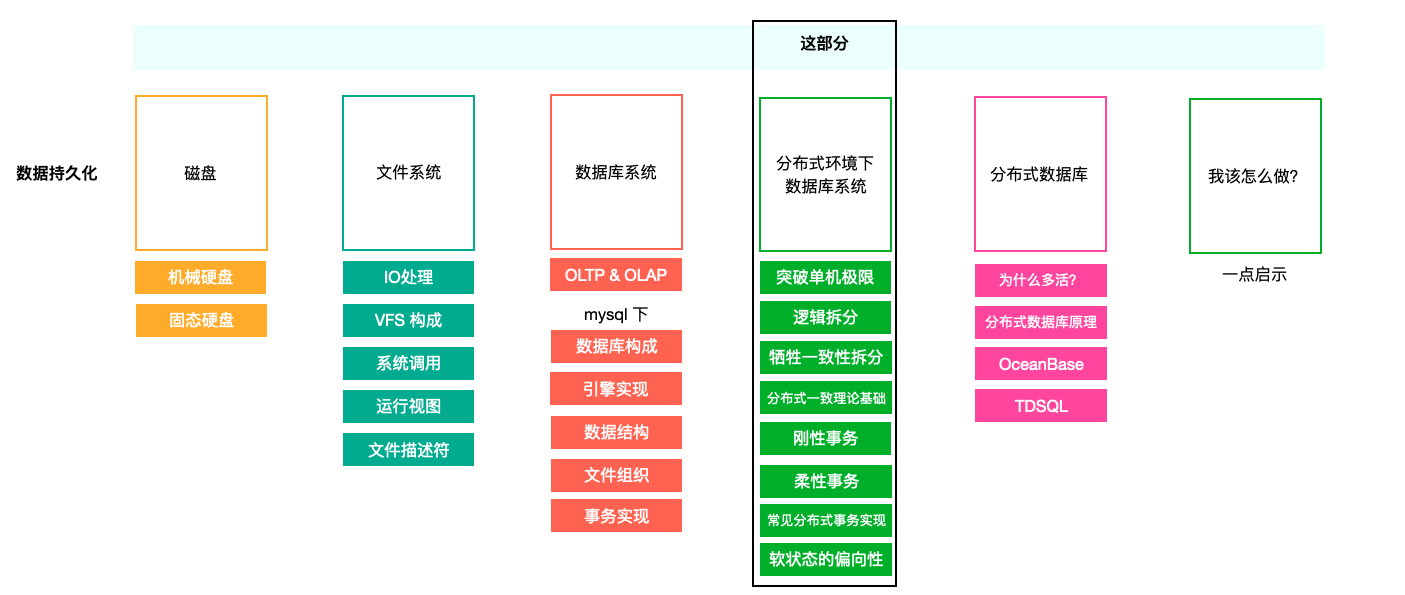 这部分
数据持久化
磁盘
机械硬盘
固态硬盘
文件系统
IO处理
VFS 构成
系统调用
运行视图
文件描述符
数据库系统
OLTP & OLAP
mysql 下
数据库构成
引擎实现
数据结构
文件组织
事务实现
分布式环境下
数据库系统
突破单机极限
逻辑拆分
牺牲一致性拆分
分布式一致理论基础
刚性事务
柔性事务
常见分布式事务实现
软状态的偏向性
分布式数据库
为什么多活?
分布式数据库原理
OceanBase
TDSQL
我该怎么做?
一点启示